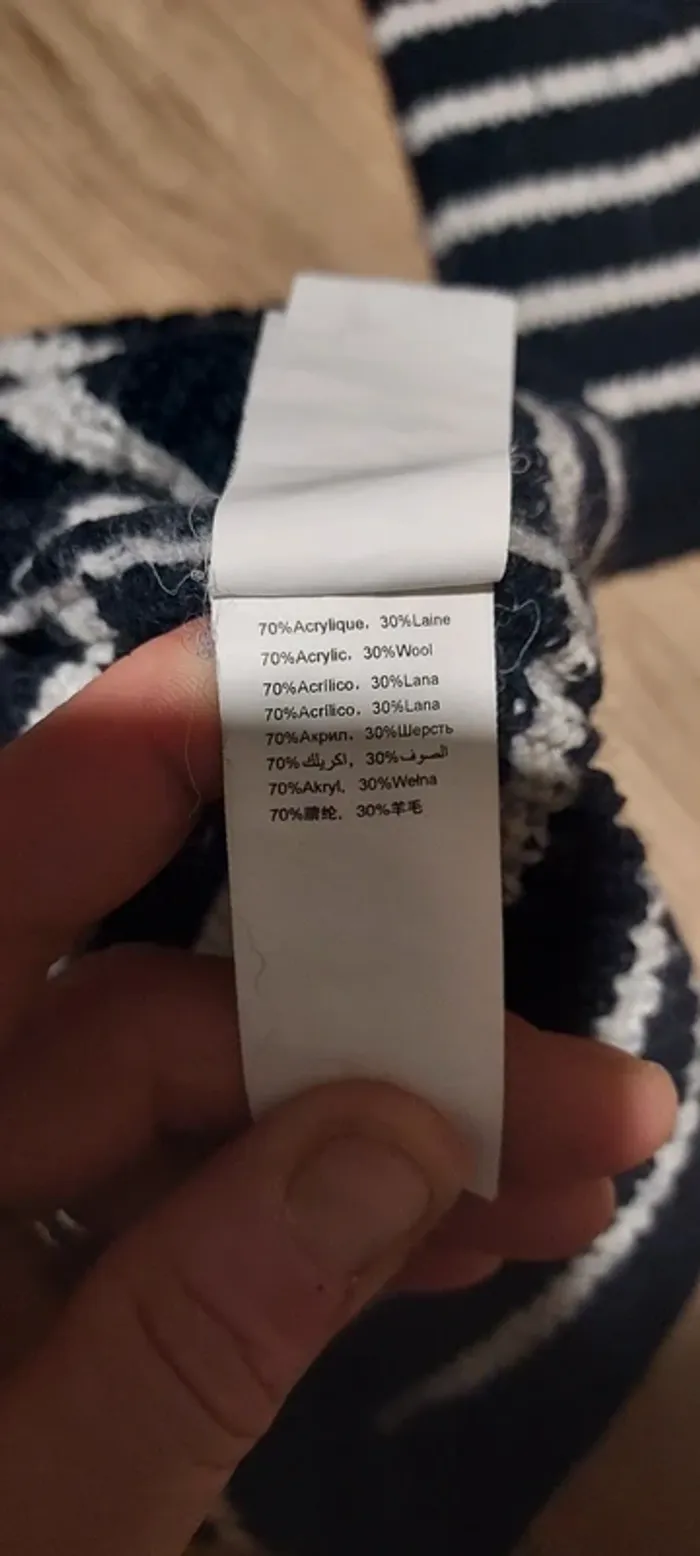 70%Acrylique, 30%Laine
70%Acrylic, 30%Wool
70%Acrílico, 30%Lana
70%Acrílico, 30%Lana
70%Акрил, 30%Шерсть
70%اكريلك, 30%الصوف
70%Akryl, 30%Wełna
70%腈纶, 30%羊毛